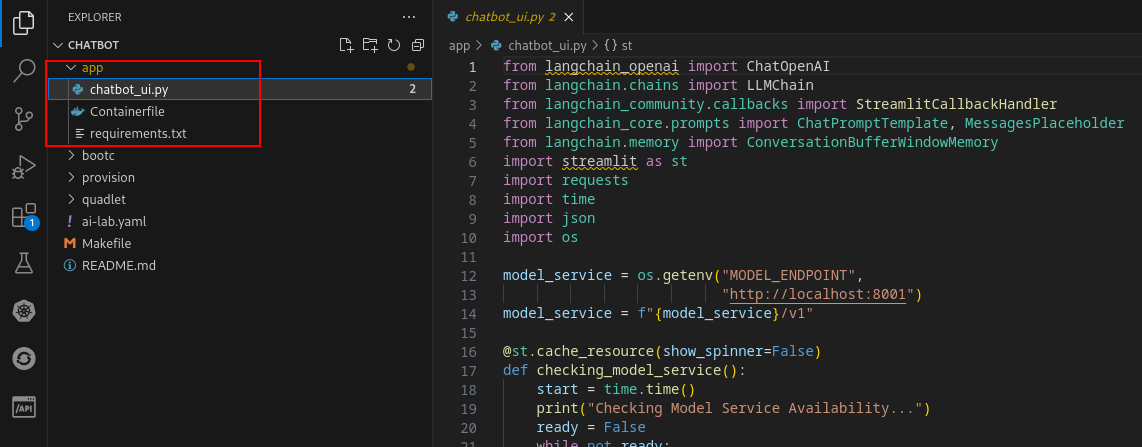 EXPLORER
CHATBOT
app
chatbot_ui.py 2
Containerfile
requirements.txt
bootc
provision
quadlet
ai-lab.yaml
Makefile
README.md
1
/API
chatbot_ui.py 2
app > chatbot_ui.py > {} st
1 from langchain_openai import ChatOpenAI
2 from langchain.chains import LLMChain
3 from langchain_community.callbacks import StreamlitCallbackHandler
4 from langchain_core.prompts import ChatPromptTemplate, MessagesPlaceholder
5 from langchain.memory import ConversationBufferWindowMemory
6 import streamlit as st
7 import requests
8 import time
9 import json
10 import os
11
12 model_service = os.getenv("MODEL_ENDPOINT",
13 "http://localhost:8001")
14 model_service = f"{model_service}/v1"
15
16 @st.cache_resource(show_spinner=False)
17 def checking_model_service():
18 start = time.time()
19 print("Checking Model Service Availability...")
20 ready = False
21 while not ready: